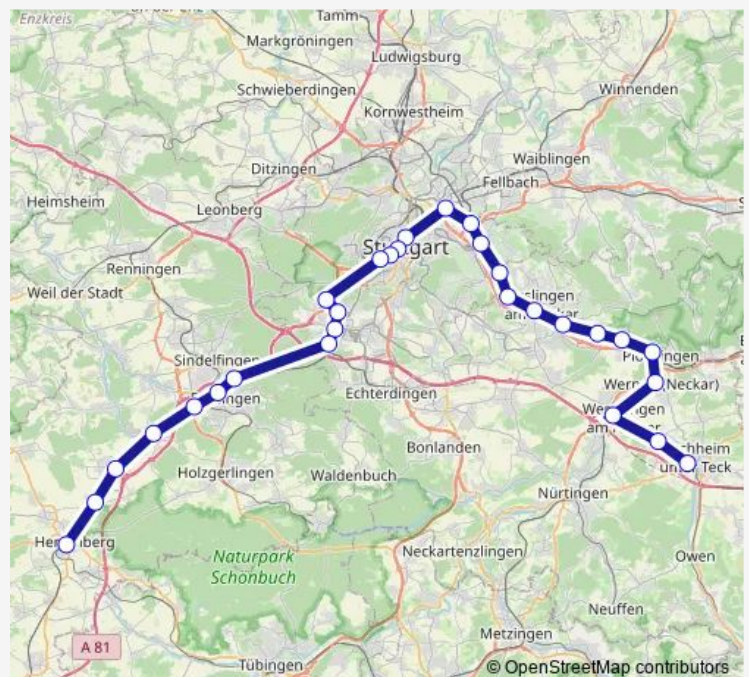 Enzkreis
Tamm
Markgröningen
Ludwigsburg
Schwieberdingen
Winnenden
Kornwestheim
Waiblingen
Ditzingen
Fellbach
Heimsheim
Leonberg
Renningen
Weil der Stadt
Sindelfingen
Echterdingen
Bonlanden
Holzgerlingen
Waldenbuch
Nürtingen
Naturpark
Schönbuch
Neckartenzlingen
Owen
Neuffen
A 81
Metzingen
Tübingen
© OpenStreetMap contributors